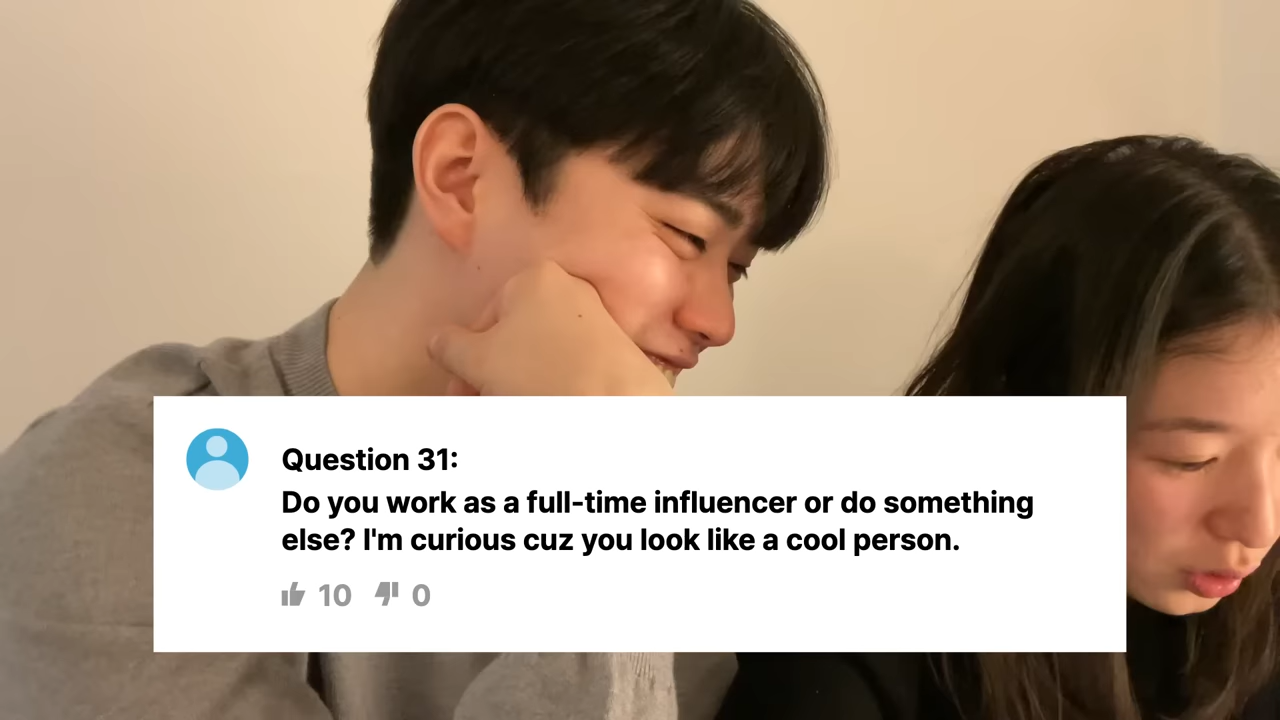 Question 31:
Do you work as a full-time influencer or do something
else? I'm curious cuz you look like a cool person.
10 0